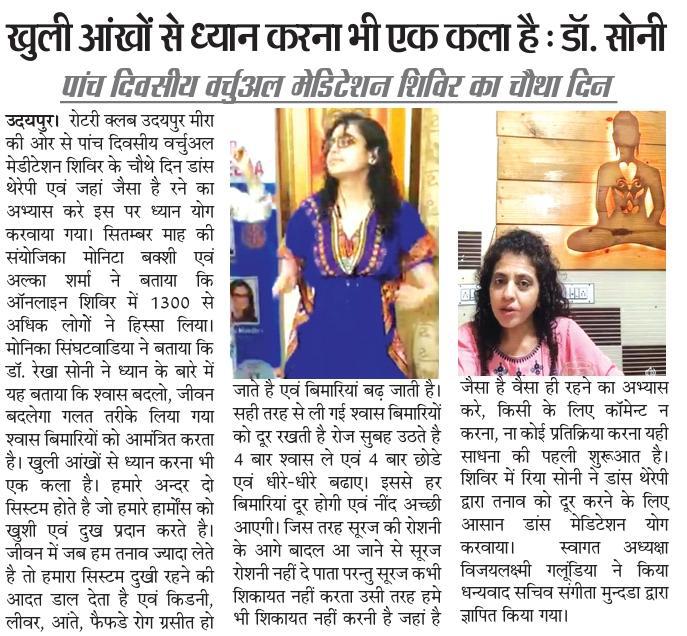 खुली आंखों से ध्यान करना भी एक कला है : डॉ. सोनी
पांच दिवसीय वर्चुअल मेडिटेशन शिविर का चौथा दिन
उदयपुर। रोटरी क्लब उदयपुर मीरा
की ओर से पांच दिवसीय वर्चुअल
मेडीटेशन शिविर के चौथे दिन डांस
थेरेपी एवं जहां जैसा है रने का
अभ्यास करे इस पर ध्यान योग
करवाया गया। सितम्बर माह की
संयोजिका मोनिटा बक्शी एवं
अल्का शर्मा ने बताया कि
ऑनलाइन शिविर में 1300 से
अधिक लोगों ने हिस्सा लिया।
मोनिका सिंघटवाडिया ने बताया कि
डॉ. रेखा सोनी ने ध्यान के बारे में
यह बताया कि श्वास बदलो, जीवन
बदलेगा गलत तरीके लिया गया
श्वास बिमारियों को आमंत्रित करता
है। खुली आंखों से ध्यान करना भी
एक कला है। हमारे अन्दर दो
सिस्टम होते है जो हमारे हार्मोंस को
खुशी एवं दुख प्रदान करते है।
जीवन में जब हम तनाव ज्यादा लेते
है तो हमारा सिस्टम दुखी रहने की
आदत डाल देता है एवं किडनी,
लीवर, आंते, फैफडे रोग ग्रसीत हो
जाते है एवं बिमारियां बढ़ जाती है।
सही तरह से ली गई श्वास बिमारियों
को दूर रखती है रोज सुबह उठते है
4 बार श्वास ले एवं 4 बार छोडे
एवं धीरे-धीरे बढाए। इससे हर
बिमारियां दूर होगी एवं नींद अच्छी
आएगी। जिस तरह सूरज की रोशनी
के आगे बादल आ जाने से सूरज
रोशनी नहीं दे पाता परन्तु सूरज कभी
शिकायत नहीं करता उसी तरह हमे
भी शिकायत नहीं करनी है जहां है
जैसा है वैसा ही रहने का अभ्यास
करे, किसी के लिए कॉमेन्ट न
करना, ना कोई प्रतिक्रिया करना यही
साधना की पहली शुरूआत है।
शिविर में रिया सोनी ने डांस थेरेपी
द्वारा तनाव को दूर करने के लिए
आसान डांस मेडिटेशन योग
करवाया। स्वागत अध्यक्षा
विजयलक्ष्मी गलूंडिया ने किया
धन्यवाद सचिव संगीता मुन्दडा द्वारा
ज्ञापित किया गया।